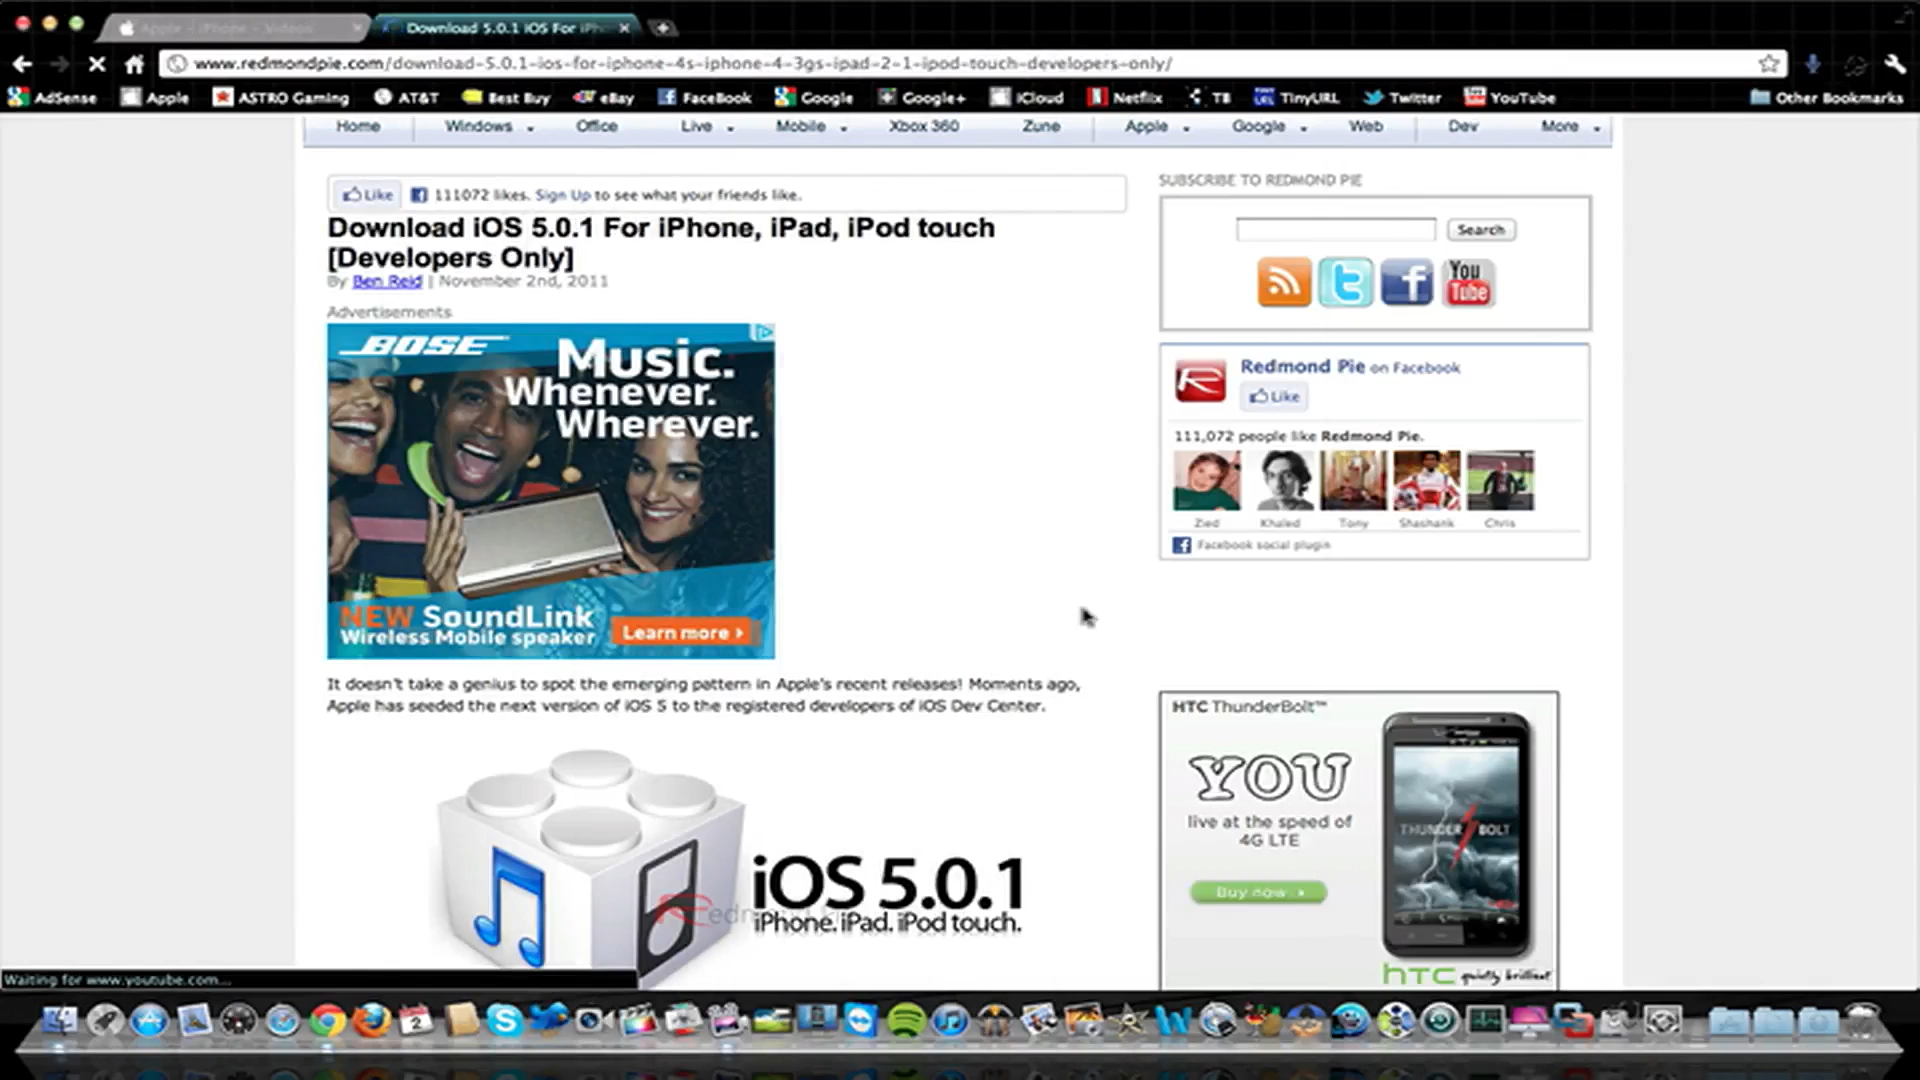 Apple - iPhone - Videos
Download 5.0.1 iOS For iPh
www.redmondpie.com/download-5.0.1-ios-for-iphone-4s-iphone-4-3gs-ipad-2-1-ipod-touch-developers-only/
AdSense Apple ASTRO Gaming AT&T Best Buy eBay FaceBook Google Google+ iCloud Netflix TB TinyURL Twitter YouTube Other Bookmarks
Home Windows Office Live Mobile Xbox 360 Zune Apple Google Web Dev More
Like 111072 likes. Sign Up to see what your friends like.
Download iOS 5.0.1 For iPhone, iPad, iPod touch
[Developers Only]
By Ben Reid | November 2nd, 2011
Advertisements
BOSE
Music.
Whenever.
Wherever.
NEW SoundLink
Wireless Mobile speaker
Learn more
It doesn't take a genius to spot the emerging pattern in Apple's recent releases! Moments ago,
Apple has seeded the next version of iOS 5 to the registered developers of iOS Dev Center.
iOS 5.0.1
iPhone. iPad. iPod touch.
SUBSCRIBE TO REDMOND PIE
Search
You
Tube
Redmond Pie on Facebook
Like
111,072 people like Redmond Pie.
Zied Khaled Tony Shashank Chris
Facebook social plugin
HTC ThunderBolt™
YOU
live at the speed of
4G LTE
Buy now
THUNDERBOLT
hTC quietly brilliant
Waiting for www.youtube.com...
2